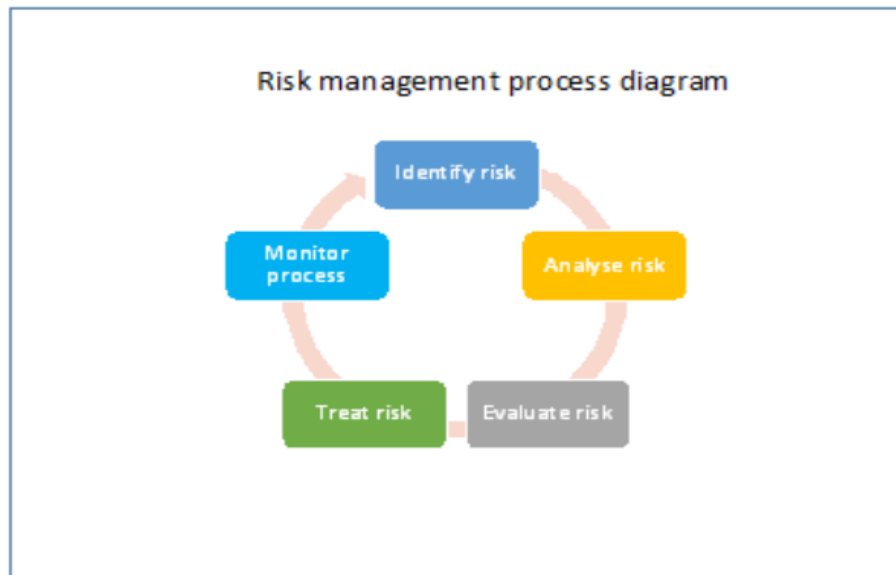 Risk management process diagram
Identify risk
Analyse risk
Evaluate risk
Treat risk
Monitor
process